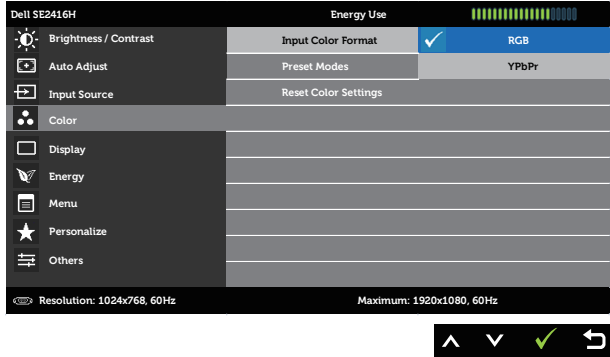 Dell SE2416H Energy Use
Brightness / Contrast Input Color Format RGB
Auto Adjust Preset Modes YPbPr
Input Source Reset Color Settings
Color
Display
Energy
Menu
Personalize
Others
Resolution: 1024x768, 60Hz Maximum: 1920x1080, 60Hz